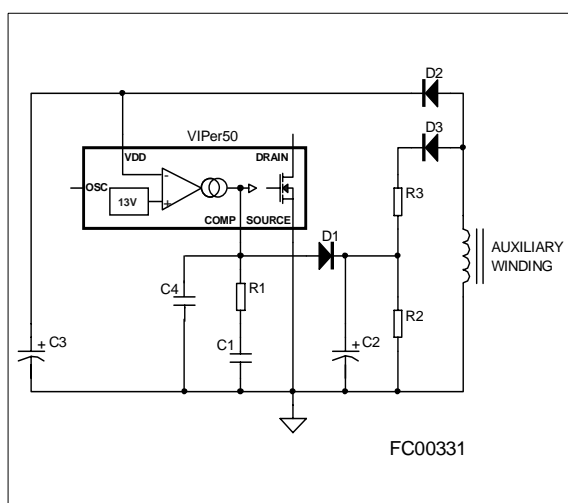 D2
VIPer50
D3
VDD
DRAIN
OSC
-
13V
+
R3
COMP
SOURCE
D1
AUXILIARY
WINDING
C4
R1
R2
+
C3
C1
+
C2
FC00331